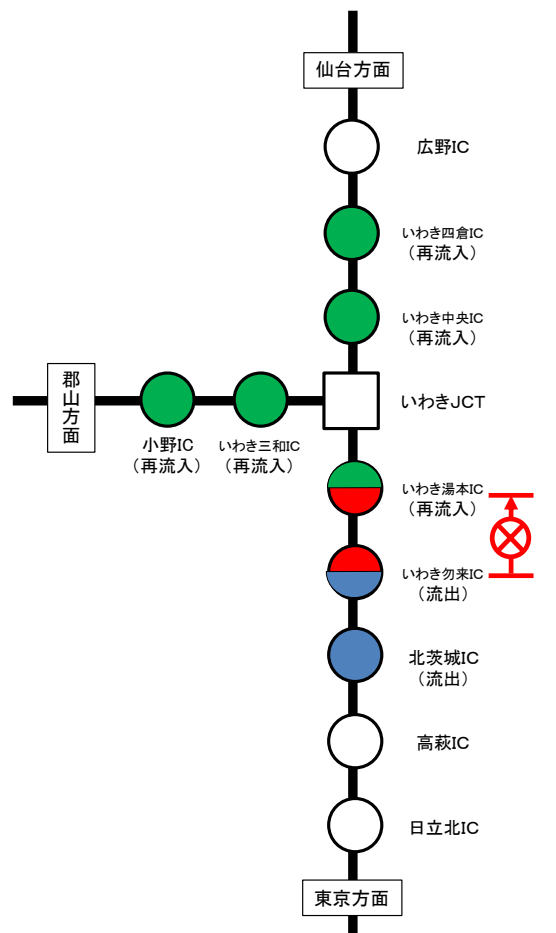 仙台方面
広野IC
いわき四倉IC
（再流入）
いわき中央IC
（再流入）
郡山方面
いわきJCT
小野IC
（再流入）
いわき三和IC
（再流入）
いわき湯本IC
（再流入）
いわき勿来IC
（流出）
北茨城IC
（流出）
高萩IC
日立北IC
東京方面